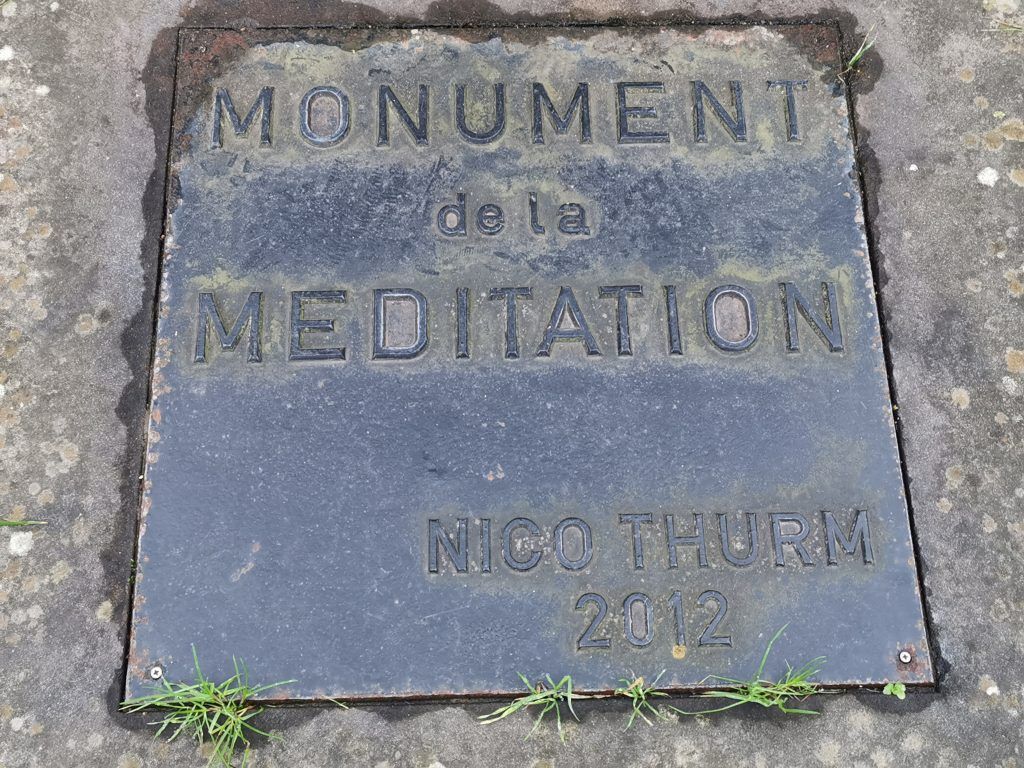 MONUMENT
de la
MEDITATION
NICO THURM
2012